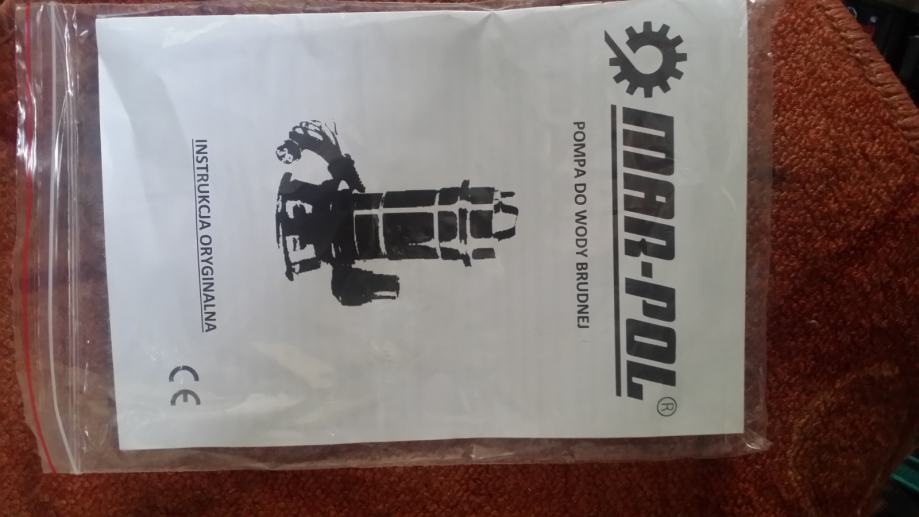 MAR-POL®
POMPA DO WODY BRUDNEJ
INSTRUKCJA ORYGINALNA
CE